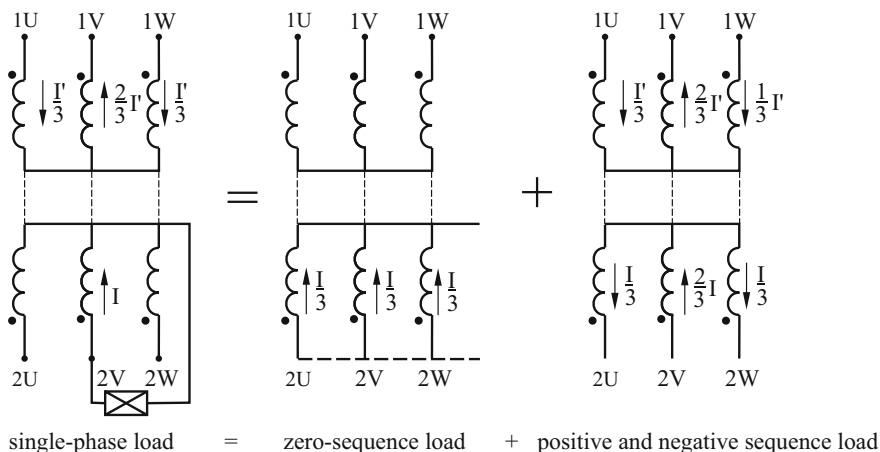 1U 1V 1W 1U 1V 1W 1U 1V 1W
I'/3 2/3 I' I'/3 I'/3 2/3 I' 1/3 I'
= +
I I/3 I/3 I/3 I/3 2/3 I I/3
2U 2V 2W 2U 2V 2W 2U 2V 2W
single-phase load = zero-sequence load + positive and negative sequence load